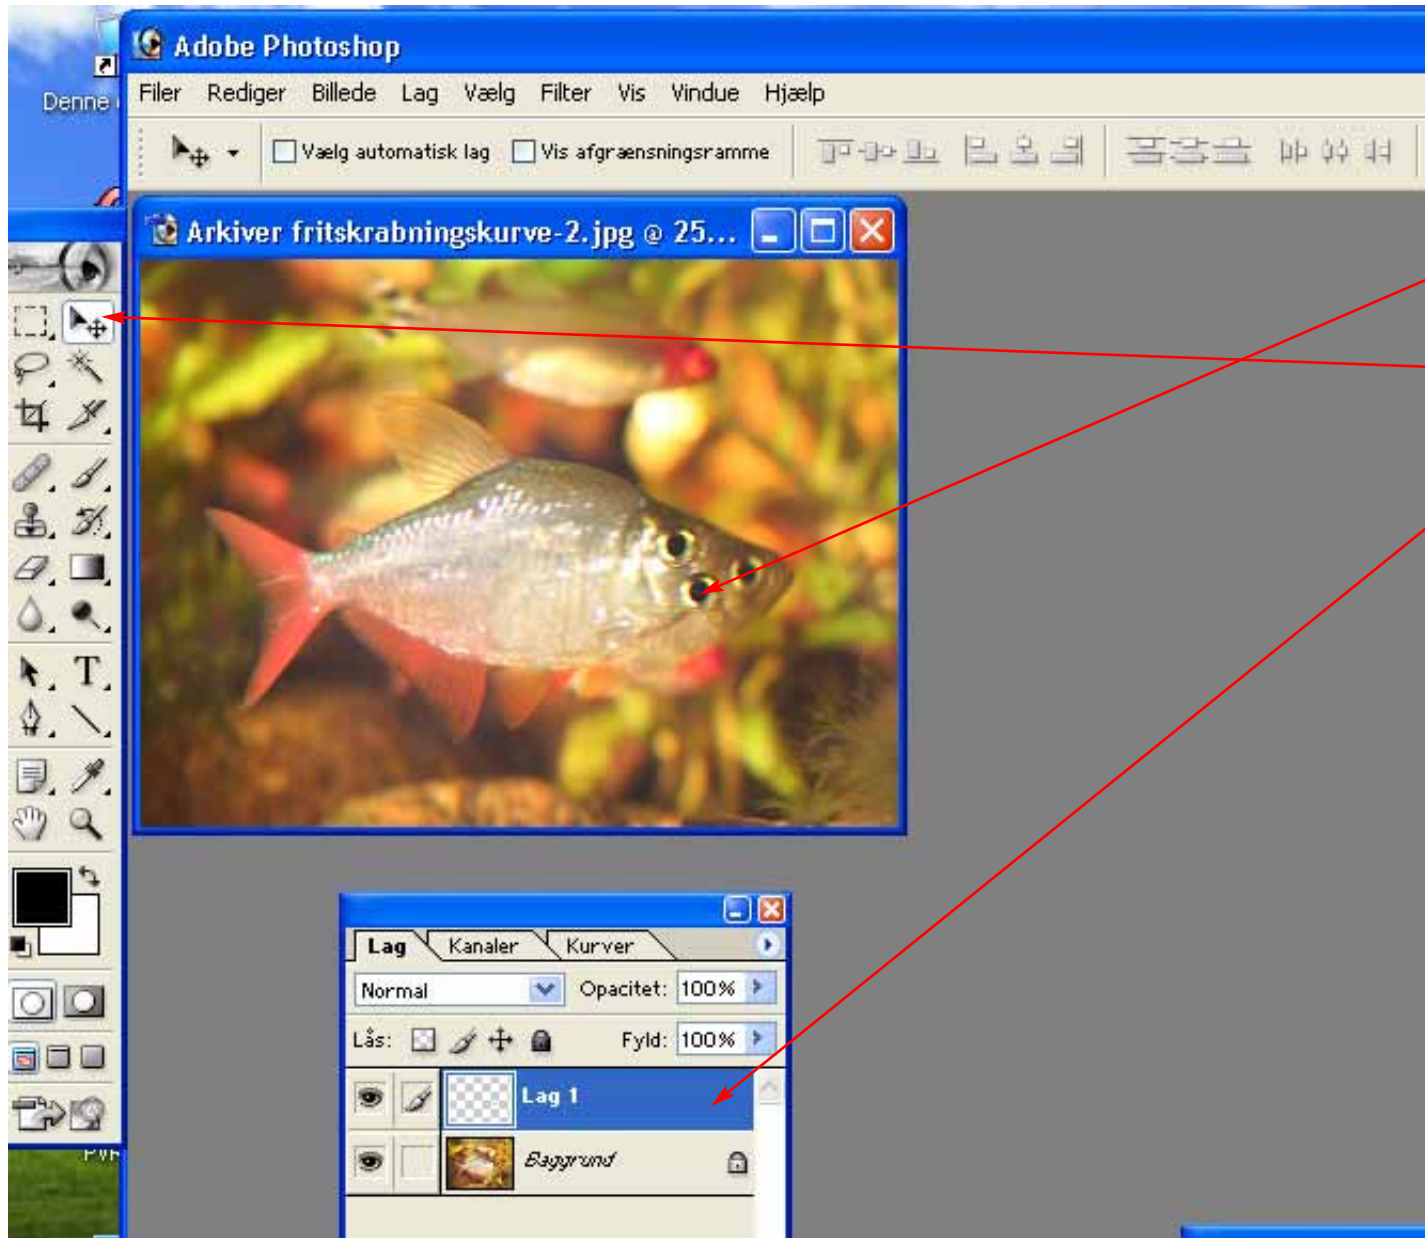 Adobe Photoshop
Denne
Filer Rediger Billede Lag Vælg Filter Vis Vindue Hjælp
Vælg automatisk lag Vis afgrænsningsramme
Arkiver fritskrabningskurve-2.jpg @ 25...
T
Lag Kanaler Kurver
Normal Opacitet: 100%
Lås: Fyld: 100%
Lag 1
Baggrund